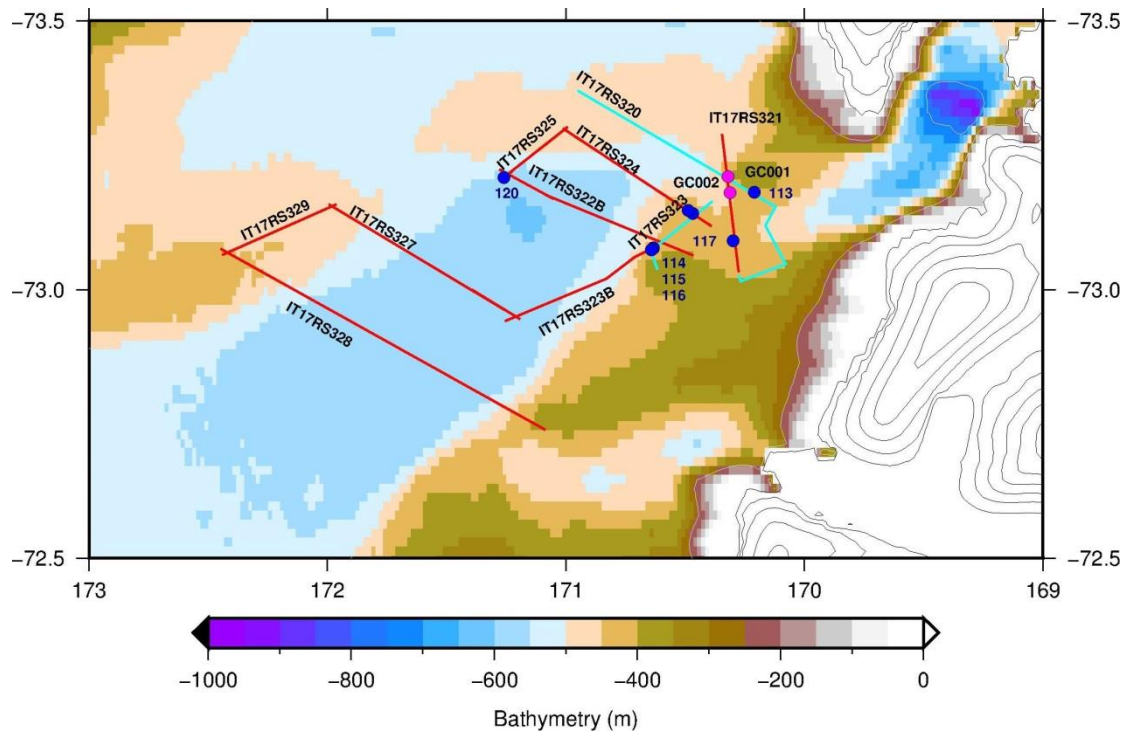 −73.5
−73.5
IT17RS320
IT17RS321
IT17RS325
IT17RS324
GC002
GC001
120
113
IT17RS322B
IT17RS323
IT17RS329
IT17RS327
117
114
115
116
−73.0
−73.0
IT17RS323B
IT17RS328
−72.5
−72.5
173
172
171
170
169
−1000
−800
−600
−400
−200
0
Bathymetry (m)